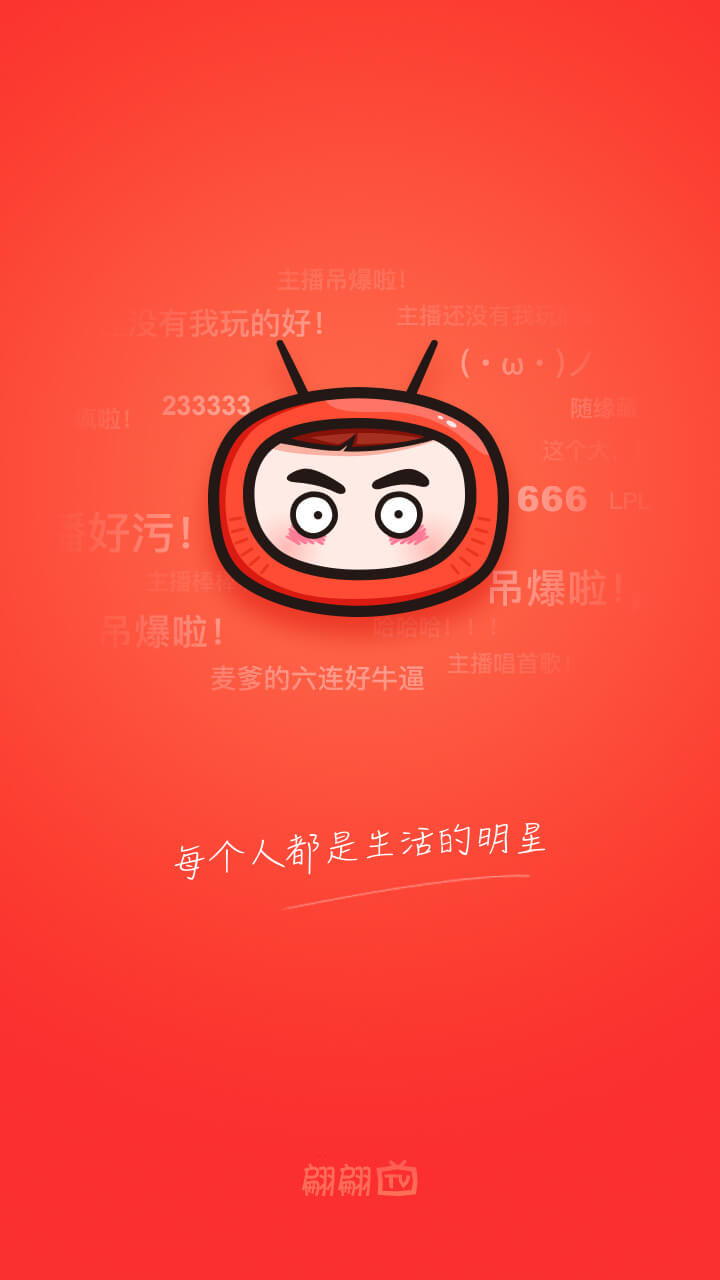 主播吊爆啦！
没有我玩的好！
主播还没有我玩
(・ω・)ノ
233333
随缘
疯啦！
这个大
666
LPL
播好污！
主播棒棒
吊爆啦！
吊爆啦！
哈哈哈！！！
主播唱首歌！
麦爹的六连好牛逼
每个人都是生活的明星
翩翩TV